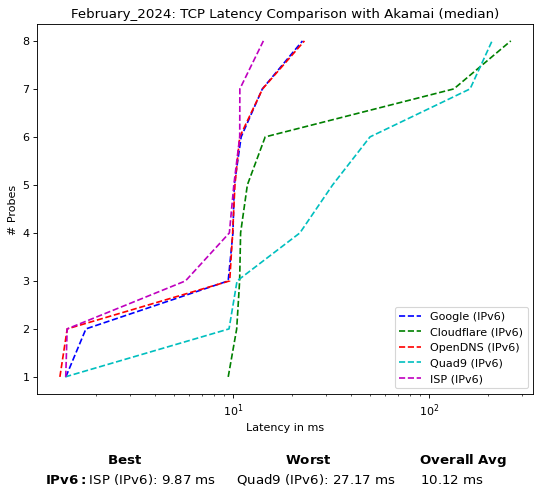 February_2024: TCP Latency Comparison with Akamai (median)
8
7
6
5
4
3
2
1
# Probes
Google (IPv6)
Cloudflare (IPv6)
OpenDNS (IPv6)
Quad9 (IPv6)
ISP (IPv6)
10¹ 10²
Latency in ms
Best Worst Overall Avg
IPv6: ISP (IPv6): 9.87 ms Quad9 (IPv6): 27.17 ms 10.12 ms